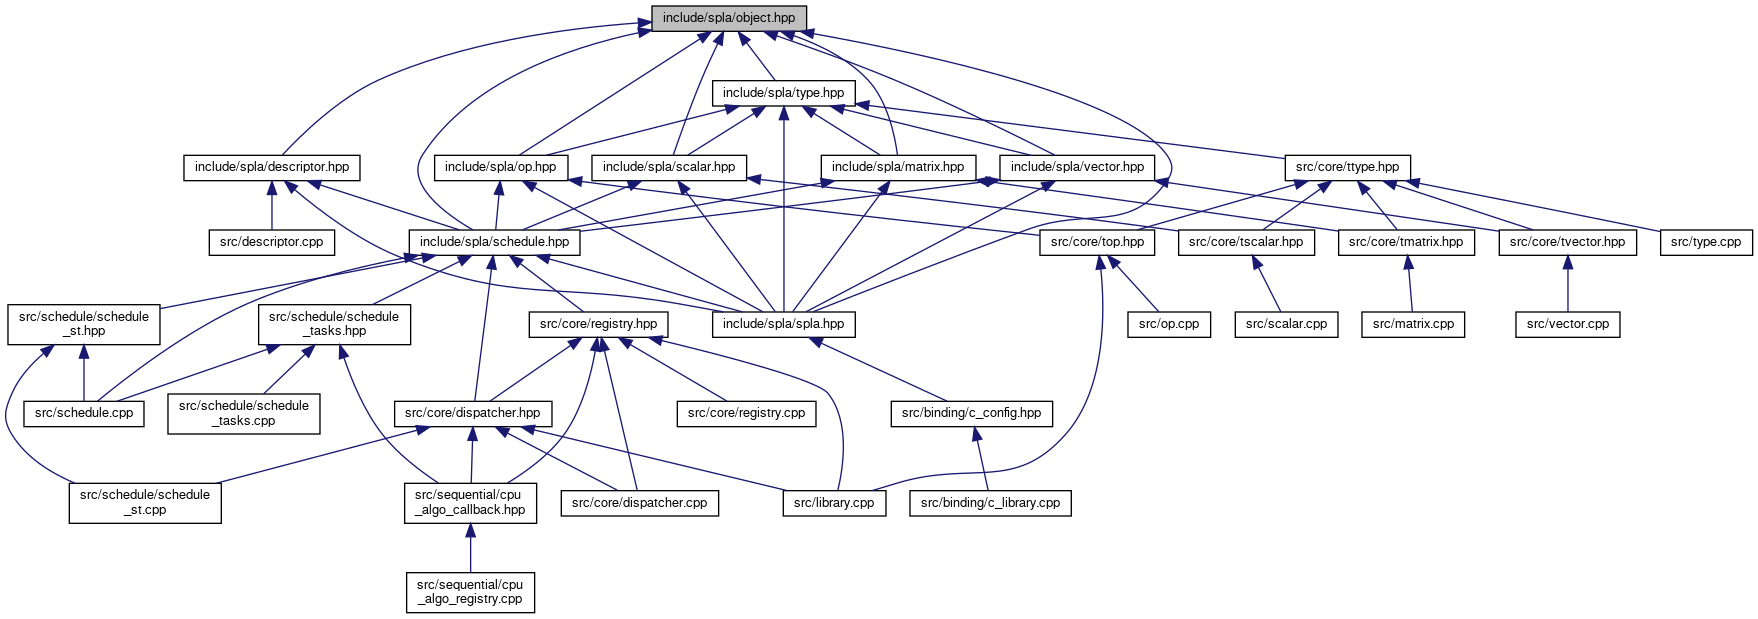 include/spla/object.hpp
include/spla/type.hpp
include/spla/descriptor.hpp
include/spla/op.hpp
include/spla/scalar.hpp
include/spla/matrix.hpp
include/spla/vector.hpp
src/core/ttype.hpp
src/descriptor.cpp
include/spla/schedule.hpp
src/core/top.hpp
src/core/tscalar.hpp
src/core/tmatrix.hpp
src/core/tvector.hpp
src/type.cpp
src/schedule/schedule
_st.hpp
src/schedule/schedule
_tasks.hpp
src/core/registry.hpp
include/spla/spla.hpp
src/op.cpp
src/scalar.cpp
src/matrix.cpp
src/vector.cpp
src/schedule.cpp
src/schedule/schedule
_tasks.cpp
src/core/dispatcher.hpp
src/core/registry.cpp
src/binding/c_config.hpp
src/schedule/schedule
_st.cpp
src/sequential/cpu
_algo_callback.hpp
src/core/dispatcher.cpp
src/library.cpp
src/binding/c_library.cpp
src/sequential/cpu
_algo_registry.cpp